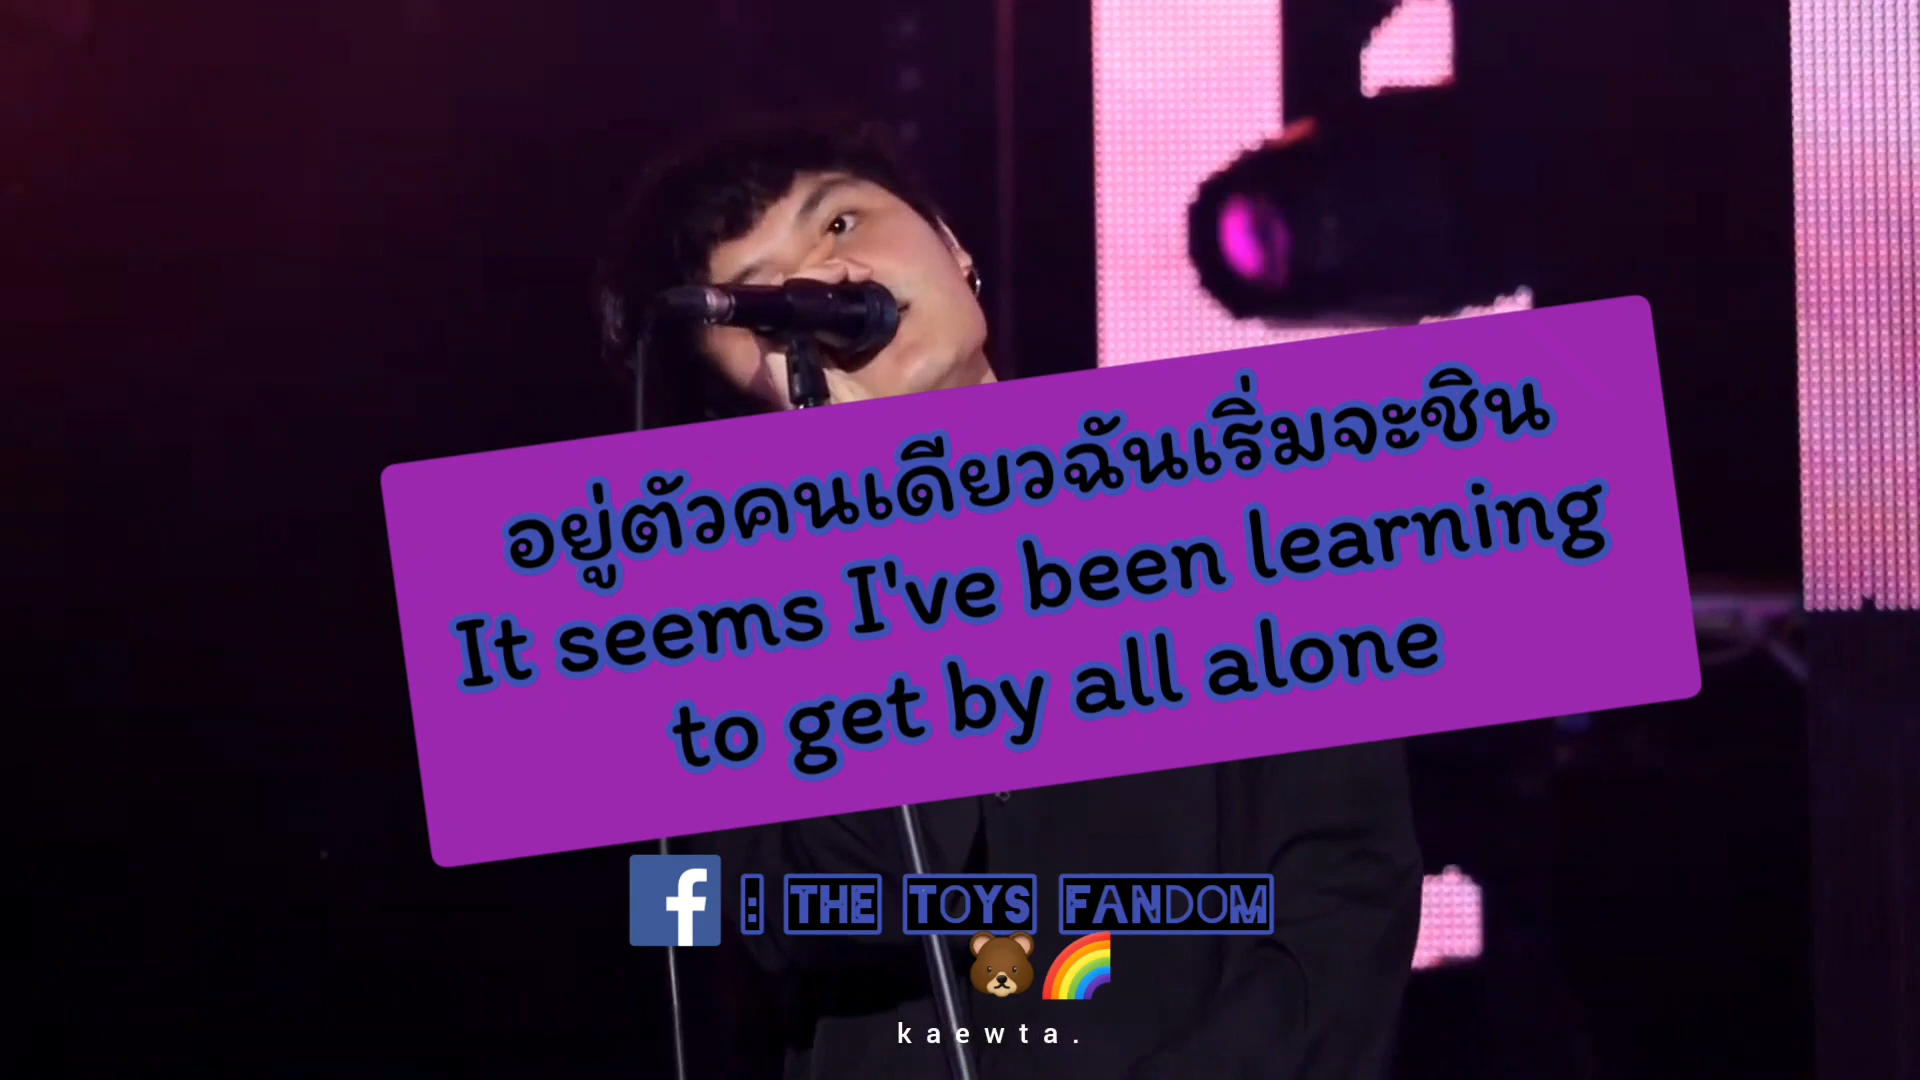 อยู่ตัวคนเดียวฉันเริ่มจะชิน
It seems I've been learning
to get by all alone
f : THE TOYS FANDOM
kaewta.